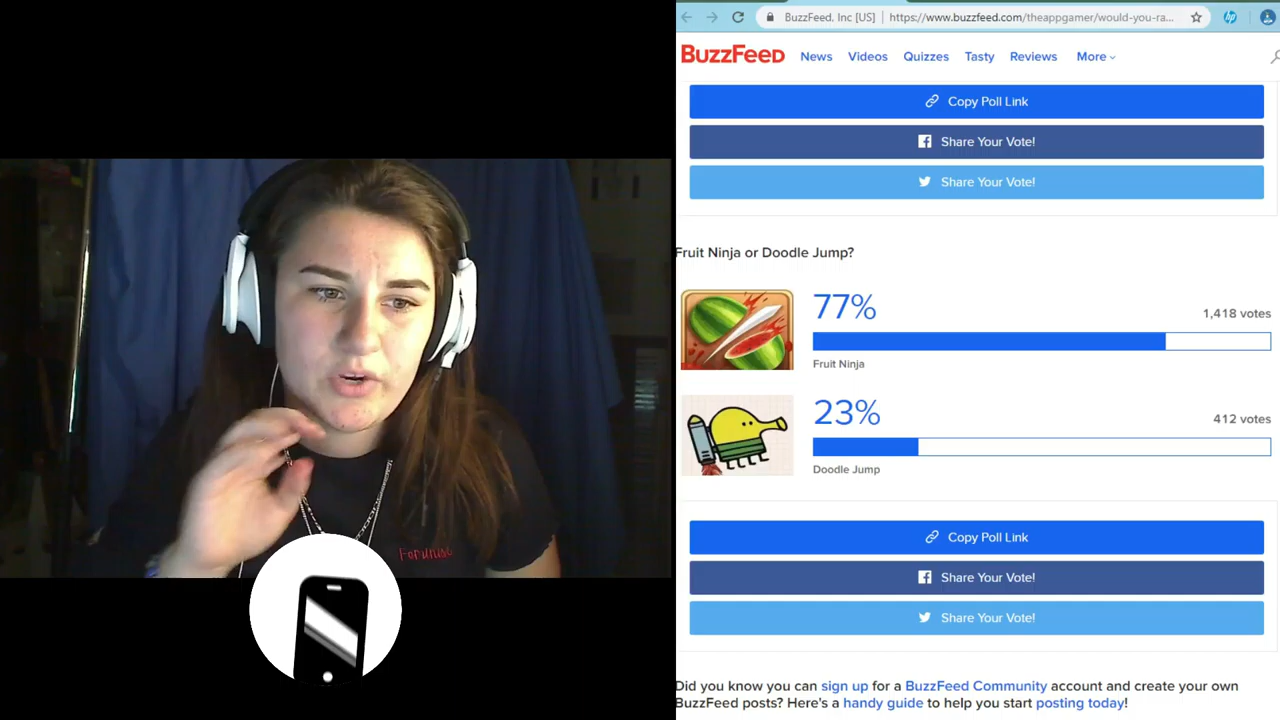 BuzzFeed, Inc [US]
https://www.buzzfeed.com/theappgamer/would-you-ra...
BuzzFeed News Videos Quizzes Tasty Reviews More
Copy Poll Link
Share Your Vote!
Share Your Vote!
Fruit Ninja or Doodle Jump?
77%
1,418 votes
Fruit Ninja
23%
412 votes
Doodle Jump
Copy Poll Link
Share Your Vote!
Share Your Vote!
Did you know you can sign up for a BuzzFeed Community account and create your own
BuzzFeed posts? Here's a handy guide to help you start posting today!